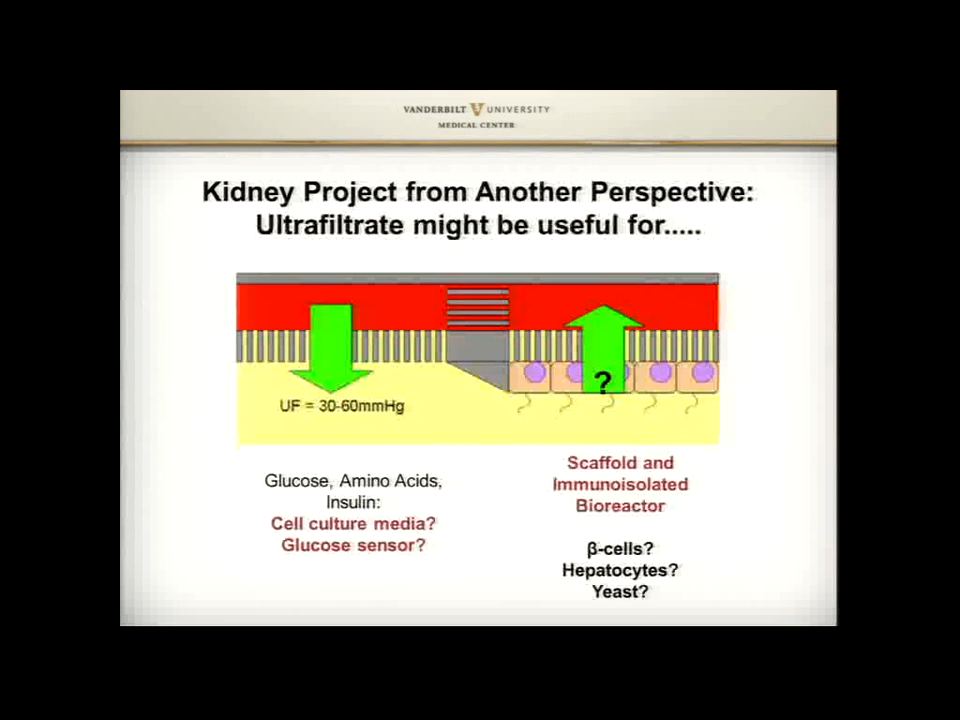 VANDERBILT V UNIVERSITY
MEDICAL CENTER
Kidney Project from Another Perspective:
Ultrafiltrate might be useful for.....
?
UF = 30-60mmHg
Glucose, Amino Acids,
Insulin:
Cell culture media?
Glucose sensor?
Scaffold and
Immunoisolated
Bioreactor
β-cells?
Hepatocytes?
Yeast?